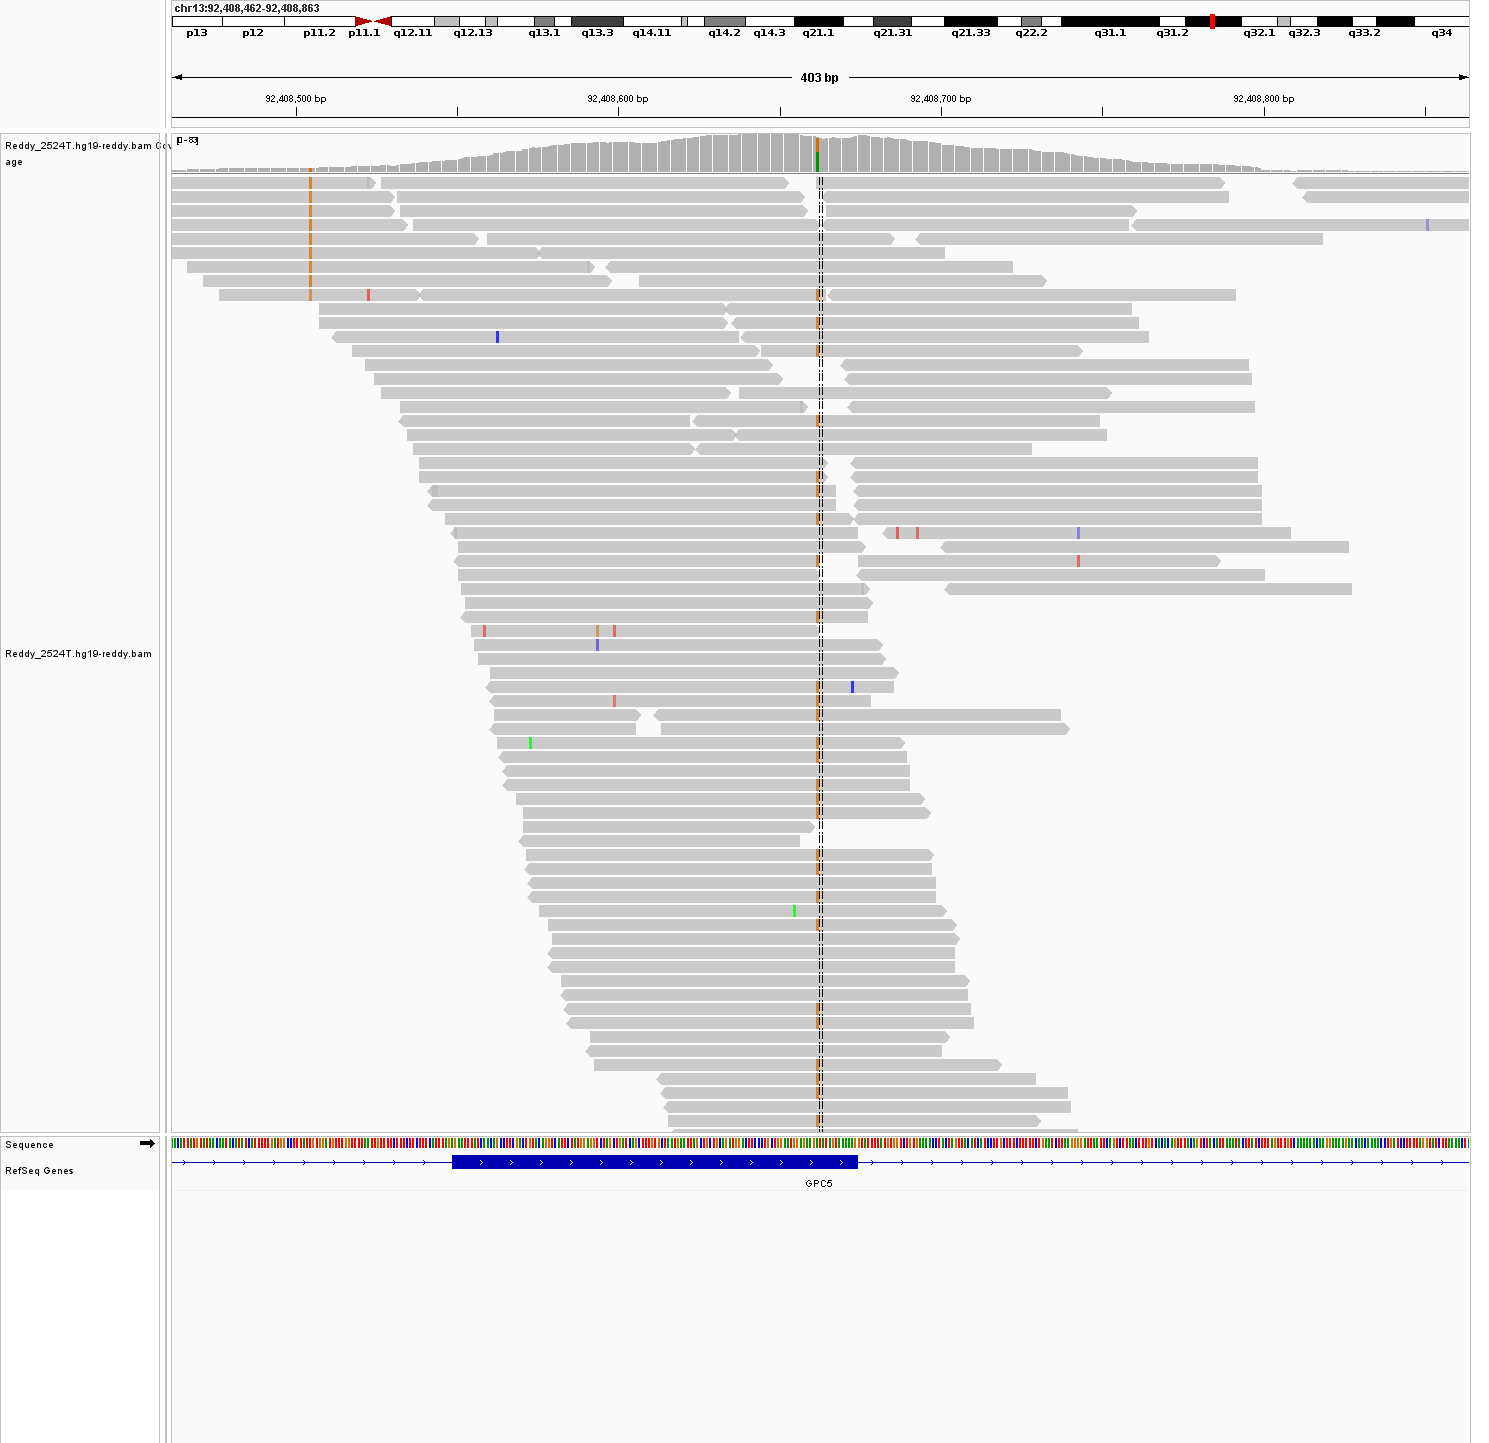 chr13:92,408,462-92,408,863
p13 p12 p11.2 p11.1 q12.11 q12.13 q13.1 q13.3 q14.11 q14.2 q14.3 q21.1 q21.31 q21.33 q22.2 q31.1 q31.2 q32.1 q32.3 q33.2 q34
403 bp
92,408,500 bp 92,408,600 bp 92,408,700 bp 92,408,800 bp
[0 - 83]
Reddy_2524T.hg19-reddy.bam Cov
age
Reddy_2524T.hg19-reddy.bam
Sequence
RefSeq Genes
GPC5